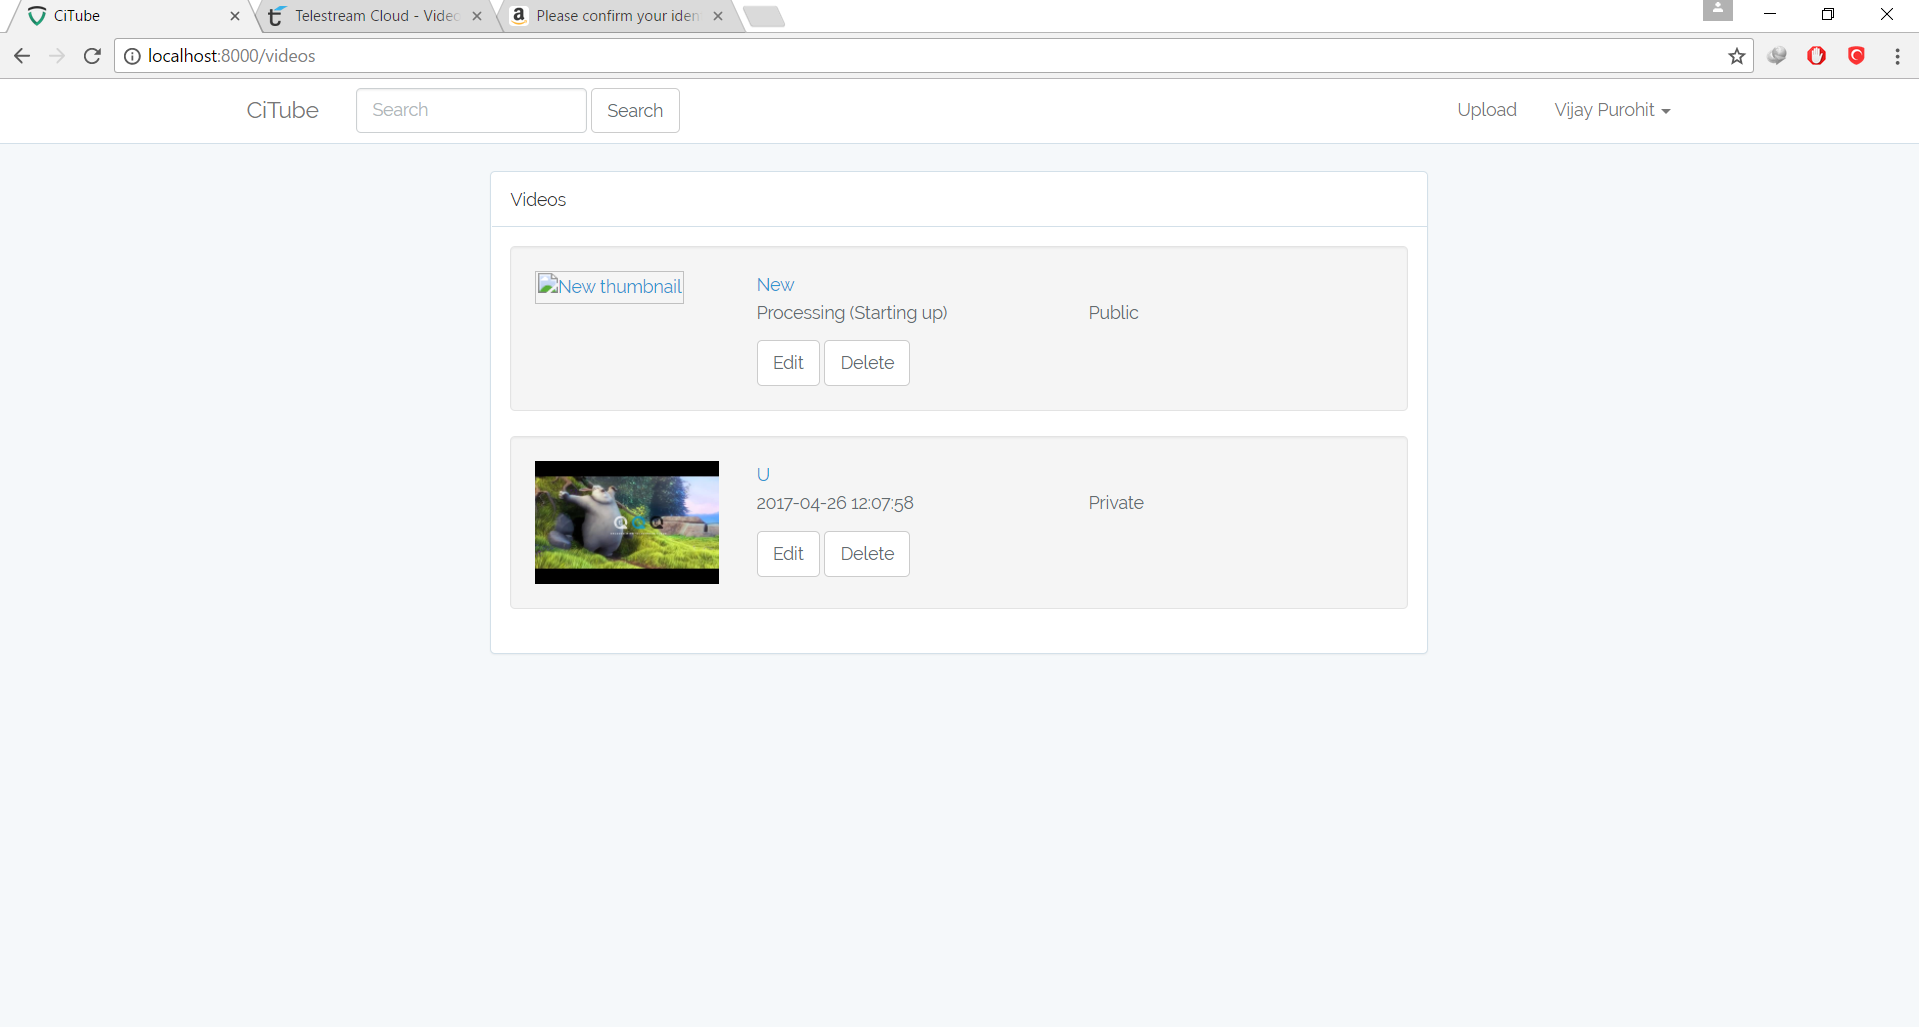 CiTube
Telestream Cloud - Videc
Please confirm your iden
localhost:8000/videos
CiTube
Search
Search
Upload
Vijay Purohit
Videos
New thumbnail
New
Processing (Starting up)
Public
Edit
Delete
U
2017-04-26 12:07:58
Private
Edit
Delete